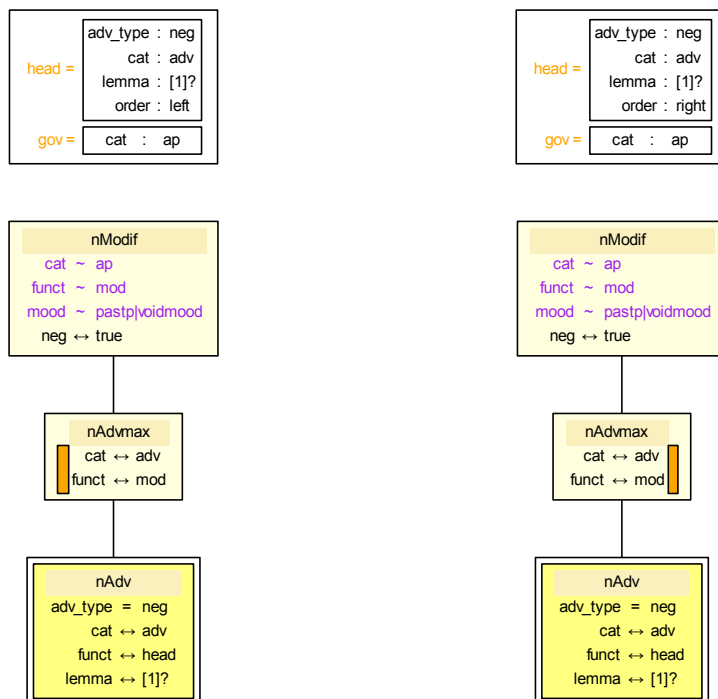 head =
adv_type : neg
cat : adv
lemma : [1]?
order : left
gov =
cat : ap
nModif
cat ~ ap
funct ~ mod
mood ~ pastp|voidmood
neg ↔ true
nAdvmax
cat ↔ adv
funct ↔ mod
nAdv
adv_type = neg
cat ↔ adv
funct ↔ head
lemma ↔ [1]?
head =
adv_type : neg
cat : adv
lemma : [1]?
order : right
gov =
cat : ap
nModif
cat ~ ap
funct ~ mod
mood ~ pastp|voidmood
neg ↔ true
nAdvmax
cat ↔ adv
funct ↔ mod
nAdv
adv_type = neg
cat ↔ adv
funct ↔ head
lemma ↔ [1]?